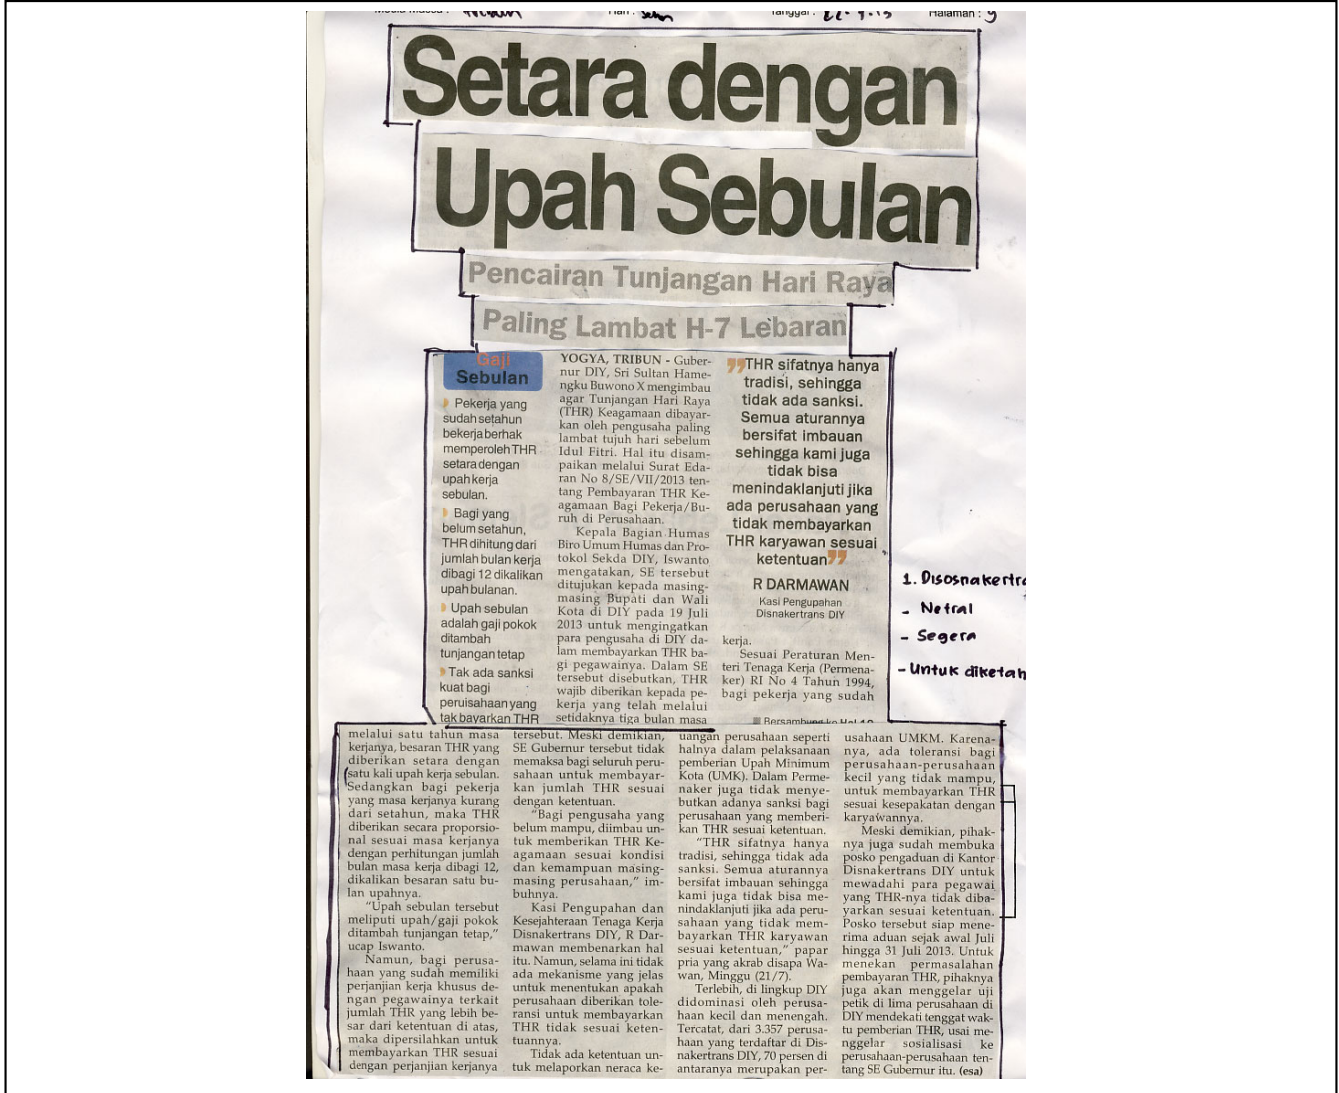 Media Massa : Tribun Hari : Senin Tanggal : 22-7-13 Halaman : 9
Setara dengan
Upah Sebulan
Pencairan Tunjangan Hari Raya
Paling Lambat H-7 Lebaran
Gaji
Sebulan
Pekerja yang
sudah setahun
bekerja berhak
memperoleh THR
setara dengan
upah kerja
sebulan.
Bagi yang
belum setahun,
THR dihitung dari
jumlah bulan kerja
dibagi 12 dikalikan
upah bulanan.
Upah sebulan
adalah gaji pokok
ditambah
tunjangan tetap
Tak ada sanksi
kuat bagi
peruisahaan yang
tak bayarkan THR
YOGYA, TRIBUN - Guber-
nur DIY, Sri Sultan Hame-
ngku Buwono X mengimbau
agar Tunjangan Hari Raya
(THR) Keagamaan dibayar-
kan oleh pengusaha paling
lambat tujuh hari sebelum
Idul Fitri. Hal itu disam-
paikan melalui Surat Eda-
ran No 8/SE/VII/2013 ten-
tang Pembayaran THR Ke-
agamaan Bagi Pekerja/Bu-
ruh di Perusahaan.
Kepala Bagian Humas
Biro Umum Humas dan Pro-
tokol Sekda DIY, Iswanto
mengatakan, SE tersebut
ditujukan kepada masing-
masing Bupati dan Wali
Kota di DIY pada 19 Juli
2013 untuk mengingatkan
para pengusaha di DIY da-
lam membayarkan THR ba-
gi pegawainya. Dalam SE
tersebut disebutkan, THR
wajib diberikan kepada pe-
kerja yang telah melalui
setidaknya tiga bulan masa
"THR sifatnya hanya
tradisi, sehingga
tidak ada sanksi.
Semua aturannya
bersifat imbauan
sehingga kami juga
tidak bisa
menindaklanjuti jika
ada perusahaan yang
tidak membayarkan
THR karyawan sesuai
ketentuan"
R DARMAWAN
Kasi Pengupahan
Disnakertrans DIY
kerja.
Sesuai Peraturan Men-
teri Tenaga Kerja (Permena-
ker) RI No 4 Tahun 1994,
bagi pekerja yang sudah
Bersambung ke Hal 10
1. Disosnakertra
- Netral
- Segera
- Untuk diketah
melalui satu tahun masa
kerjanya, besaran THR yang
diberikan setara dengan
satu kali upah kerja sebulan.
Sedangkan bagi pekerja
yang masa kerjanya kurang
dari setahun, maka THR
diberikan secara proporsio-
nal sesuai masa kerjanya
dengan perhitungan jumlah
bulan masa kerja dibagi 12,
dikalikan besaran satu bu-
lan upahnya.
"Upah sebulan tersebut
meliputi upah/gaji pokok
ditambah tunjangan tetap,"
ucap Iswanto.
Namun, bagi perusa-
haan yang sudah memiliki
perjanjian kerja khusus de-
ngan pegawainya terkait
jumlah THR yang lebih be-
sar dari ketentuan di atas,
maka dipersilahkan untuk
membayarkan THR sesuai
dengan perjanjian kerjanya
tersebut. Meski demikian,
SE Gubernur tersebut tidak
memaksa bagi seluruh peru-
sahaan untuk membayar-
kan jumlah THR sesuai
dengan ketentuan.
"Bagi pengusaha yang
belum mampu, diimbau un-
tuk memberikan THR Ke-
agamaan sesuai kondisi
dan kemampuan masing-
masing perusahaan," im-
buhnya.
Kasi Pengupahan dan
Kesejahteraan Tenaga Kerja
Disnakertrans DIY, R Dar-
mawan membenarkan hal
itu. Namun, selama ini tidak
ada mekanisme yang jelas
untuk menentukan apakah
perusahaan diberikan tole-
ransi untuk membayarkan
THR tidak sesuai keten-
tuannya.
Tidak ada ketentuan un-
tuk melaporkan neraca ke-
uangan perusahaan seperti
halnya dalam pelaksanaan
pemberian Upah Minimum
Kota (UMK). Dalam Perme-
naker juga tidak menye-
butkan adanya sanksi bagi
perusahaan yang memberi-
kan THR sesuai ketentuan.
"THR sifatnya hanya
tradisi, sehingga tidak ada
sanksi. Semua aturannya
bersifat imbauan sehingga
kami juga tidak bisa me-
nindaklanjuti jika ada peru-
sahaan yang tidak mem-
bayarkan THR karyawan
sesuai ketentuan," papar
pria yang akrab disapa Wa-
wan, Minggu (21/7).
Terlebih, di lingkup DIY
didominasi oleh perusa-
haan kecil dan menengah.
Tercatat, dari 3.357 perusa-
haan yang terdaftar di Dis-
nakertrans DIY, 70 persen di
antaranya merupakan per-
usahaan UMKM. Karena-
nya, ada toleransi bagi
perusahaan-perusahaan
kecil yang tidak mampu,
untuk membayarkan THR
sesuai kesepakatan dengan
karyawannya.
Meski demikian, pihak-
nya juga sudah membuka
posko pengaduan di Kantor
Disnakertrans DIY untuk
mewadahi para pegawai
yang THR-nya tidak diba-
yarkan sesuai ketentuan.
Posko tersebut siap mene-
rima aduan sejak awal Juli
hingga 31 Juli 2013. Untuk
menekan permasalahan
pembayaran THR, pihaknya
juga akan menggelar uji
petik di lima perusahaan di
DIY mendekati tenggat wak-
tu pemberian THR, usai me-
nggelar sosialisasi ke
perusahaan-perusahaan ten-
tang SE Gubernur itu. (esa)